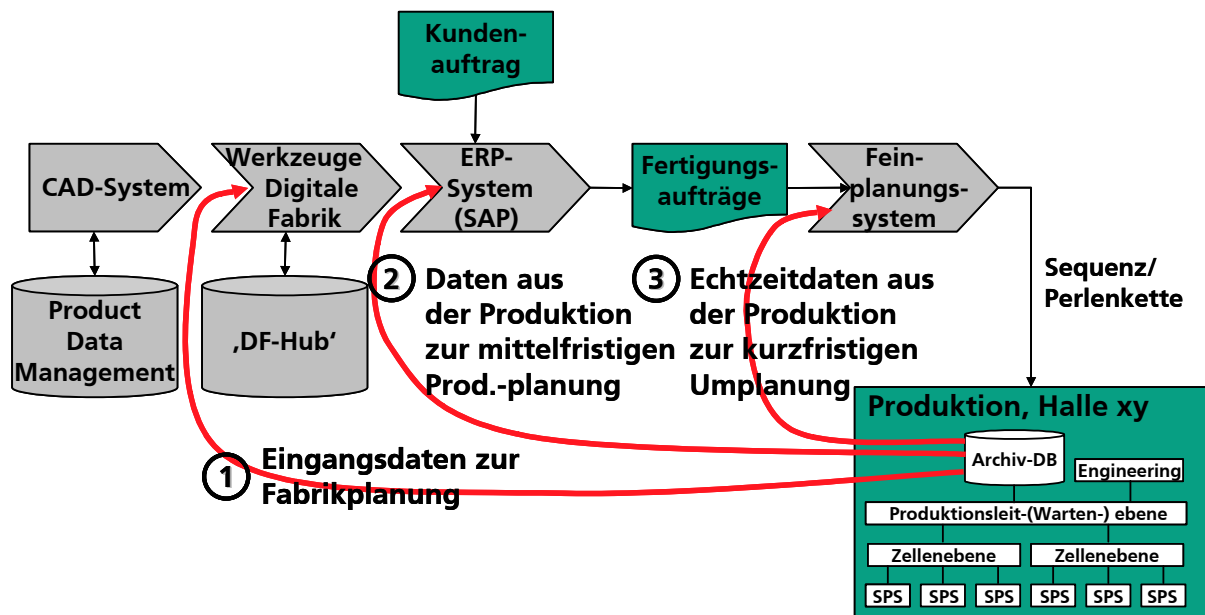 Kunden-
auftrag
CAD-System
Werkzeuge
Digitale
Fabrik
ERP-
System
(SAP)
Fertigungs-
aufträge
Fein-
planungs-
system
Product
Data
Management
‚DF-Hub‘
2 Daten aus
der Produktion
zur mittelfristigen
Prod.-planung
3 Echtzeitdaten aus
der Produktion
zur kurzfristigen
Umplanung
Sequenz/
Perlenkette
1 Eingangsdaten zur
Fabrikplanung
Produktion, Halle xy
Archiv-DB
Engineering
Produktionsleit-(Warten-) ebene
Zellenebene
Zellenebene
SPS
SPS
SPS
SPS
SPS
SPS